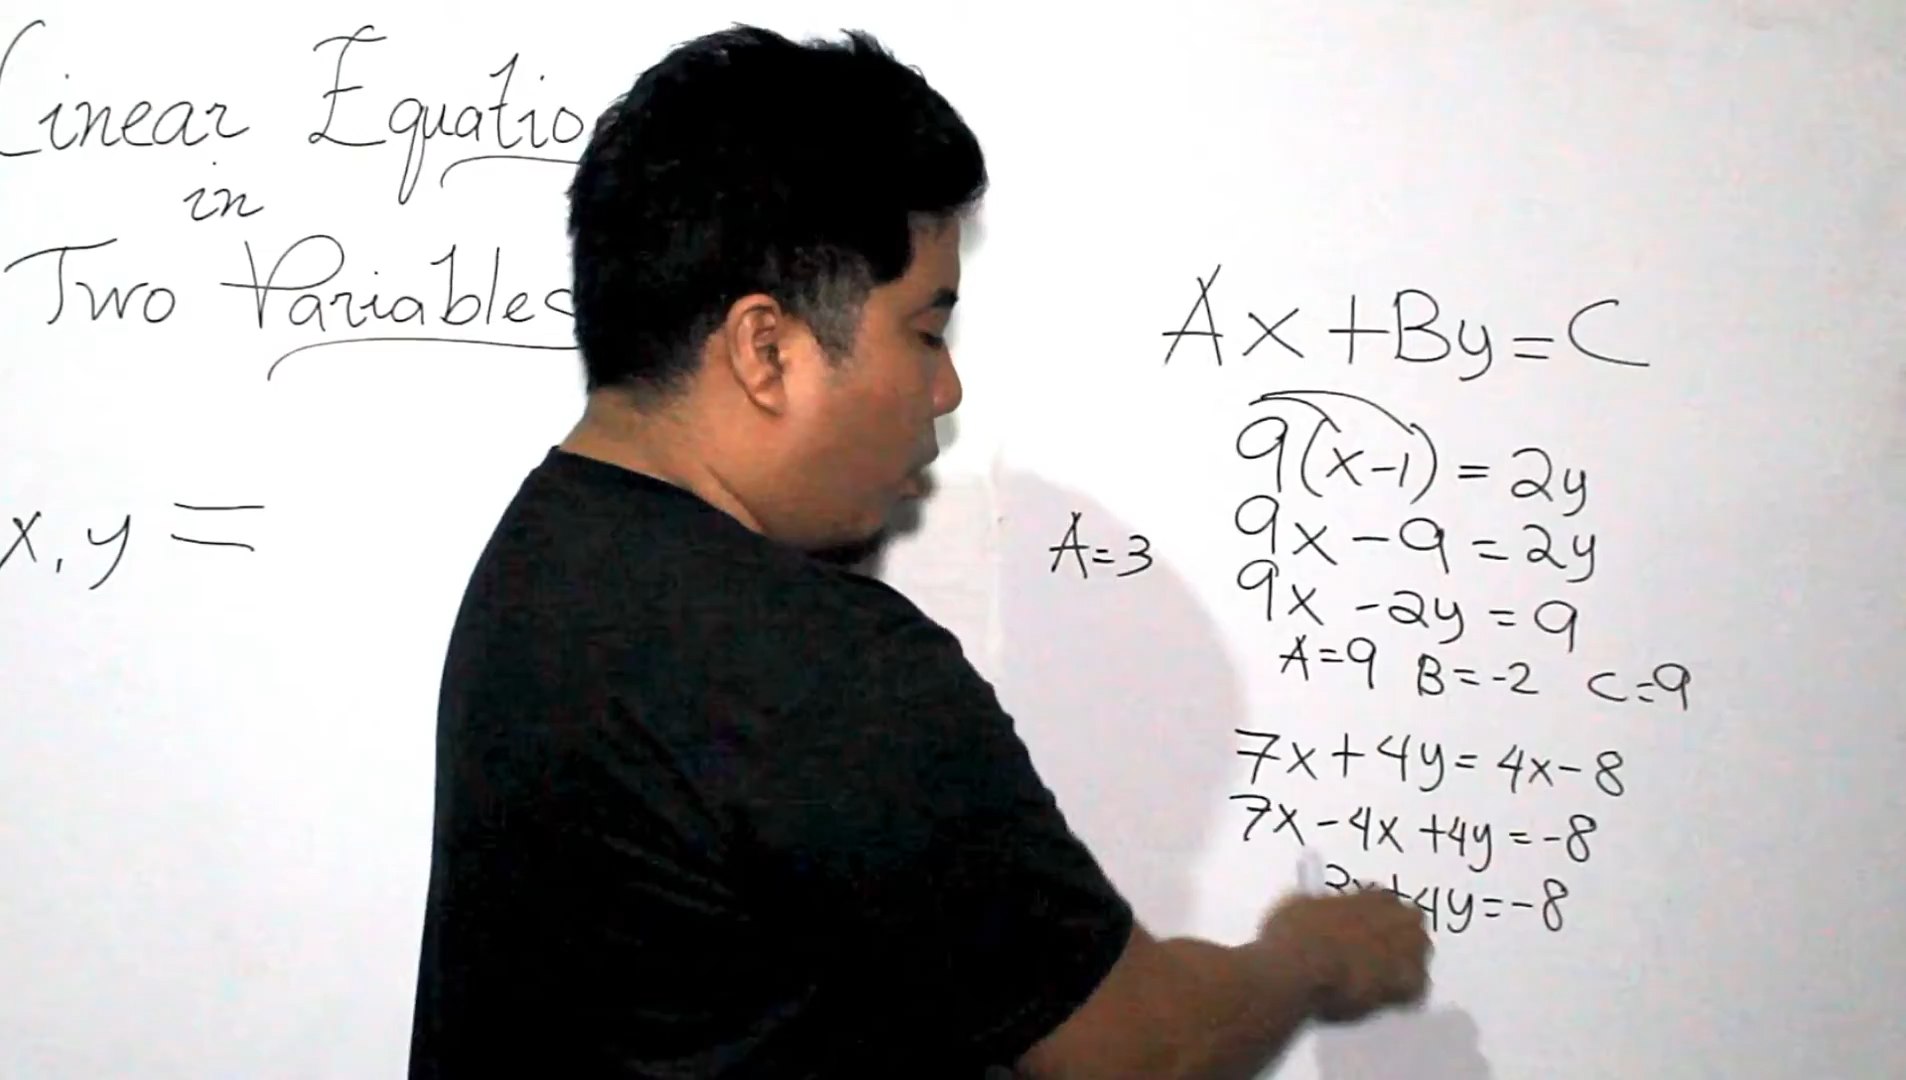 Linear Equatio
in
Two Variables
x, y =
Ax + By = C
9(x-1) = 2y
9x - 9 = 2y
9x - 2y = 9
A=9 B=-2 C=9
A=3
7x + 4y = 4x - 8
7x - 4x + 4y = -8
3x + 4y = -8